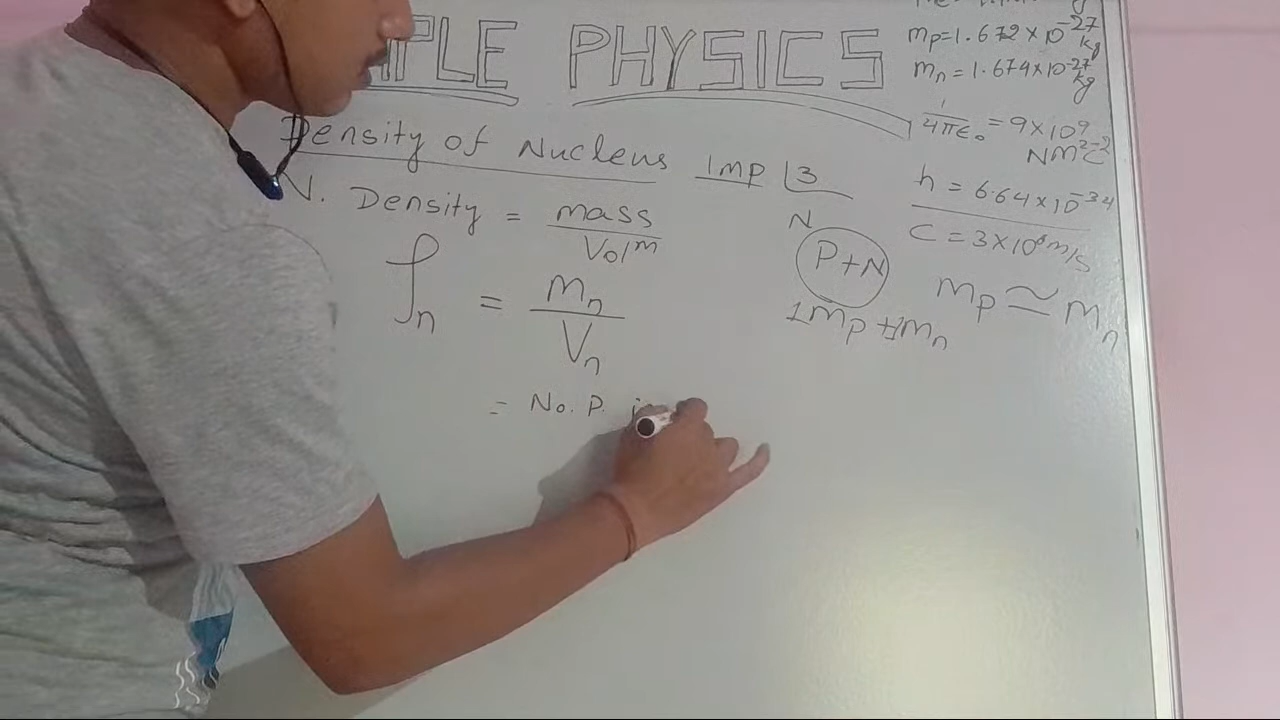 PLE PHYSICS
mp = 1.672 × 10⁻²⁷ kg
mn = 1.674 × 10⁻²⁷ kg
1/4πε₀ = 9 × 10⁹ Nm²C⁻²
h = 6.64 × 10⁻³⁴
C = 3 × 10⁸ m/s
Density of Nucleus Imp 3
N. Density = mass / Volᵐ
ρn = mn / Vn
N
P+N
1mp + 1mn
mp ≃ mn
= No. P.